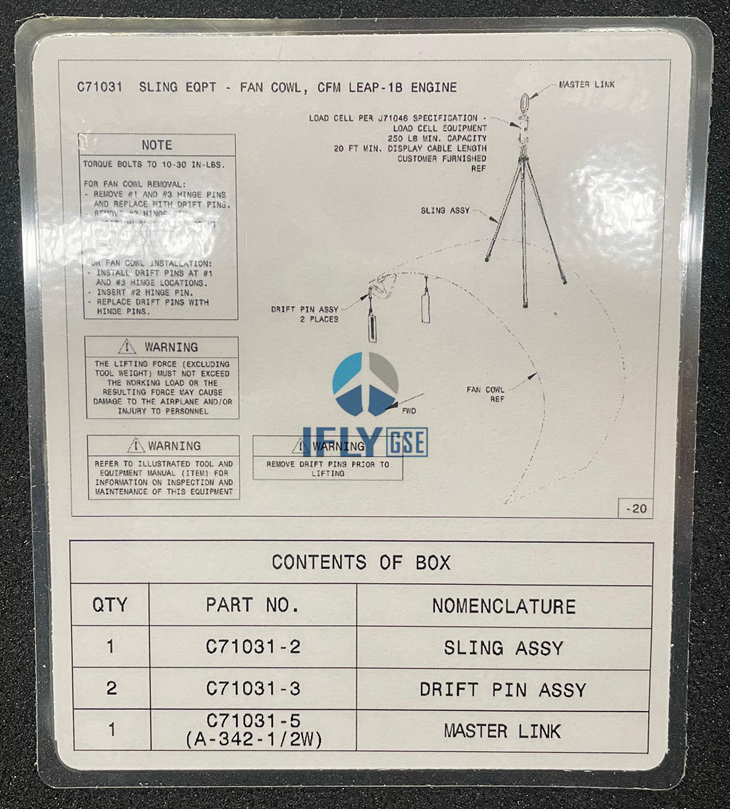 C71031 SLING EQPT - FAN COWL, CFM LEAP-1B ENGINE
MASTER LINK
LOAD CELL PER J71046 SPECIFICATION -
LOAD CELL EQUIPMENT
250 LB MIN. CAPACITY
20 FT MIN. DISPLAY CABLE LENGTH
CUSTOMER FURNISHED
REF
SLING ASSY
NOTE
TORQUE BOLTS TO 10-30 IN-LBS.
FOR FAN COWL REMOVAL:
- REMOVE #1 AND #3 HINGE PINS
AND REPLACE WITH DRIFT PINS.
- REMOVE #2 HINGE
FOR FAN COWL INSTALLATION:
- INSTALL DRIFT PINS AT #1
AND #3 HINGE LOCATIONS.
- INSERT #2 HINGE PIN.
- REPLACE DRIFT PINS WITH
HINGE PINS.
DRIFT PIN ASSY
2 PLACES
FAN COWL
REF
FWD
WARNING
THE LIFTING FORCE (EXCLUDING
TOOL WEIGHT) MUST NOT EXCEED
THE WORKING LOAD OR THE
RESULTING FORCE MAY CAUSE
DAMAGE TO THE AIRPLANE AND/OR
INJURY TO PERSONNEL
WARNING
REFER TO ILLUSTRATED TOOL AND
EQUIPMENT MANUAL (ITEM) FOR
INFORMATION ON INSPECTION AND
MAINTENANCE OF THIS EQUIPMENT
WARNING
REMOVE DRIFT PINS PRIOR TO
LIFTING
IFLY GSE
-20
CONTENTS OF BOX
QTY PART NO. NOMENCLATURE
1 C71031-2 SLING ASSY
2 C71031-3 DRIFT PIN ASSY
1 C71031-5 MASTER LINK
(A-342-1/2W)